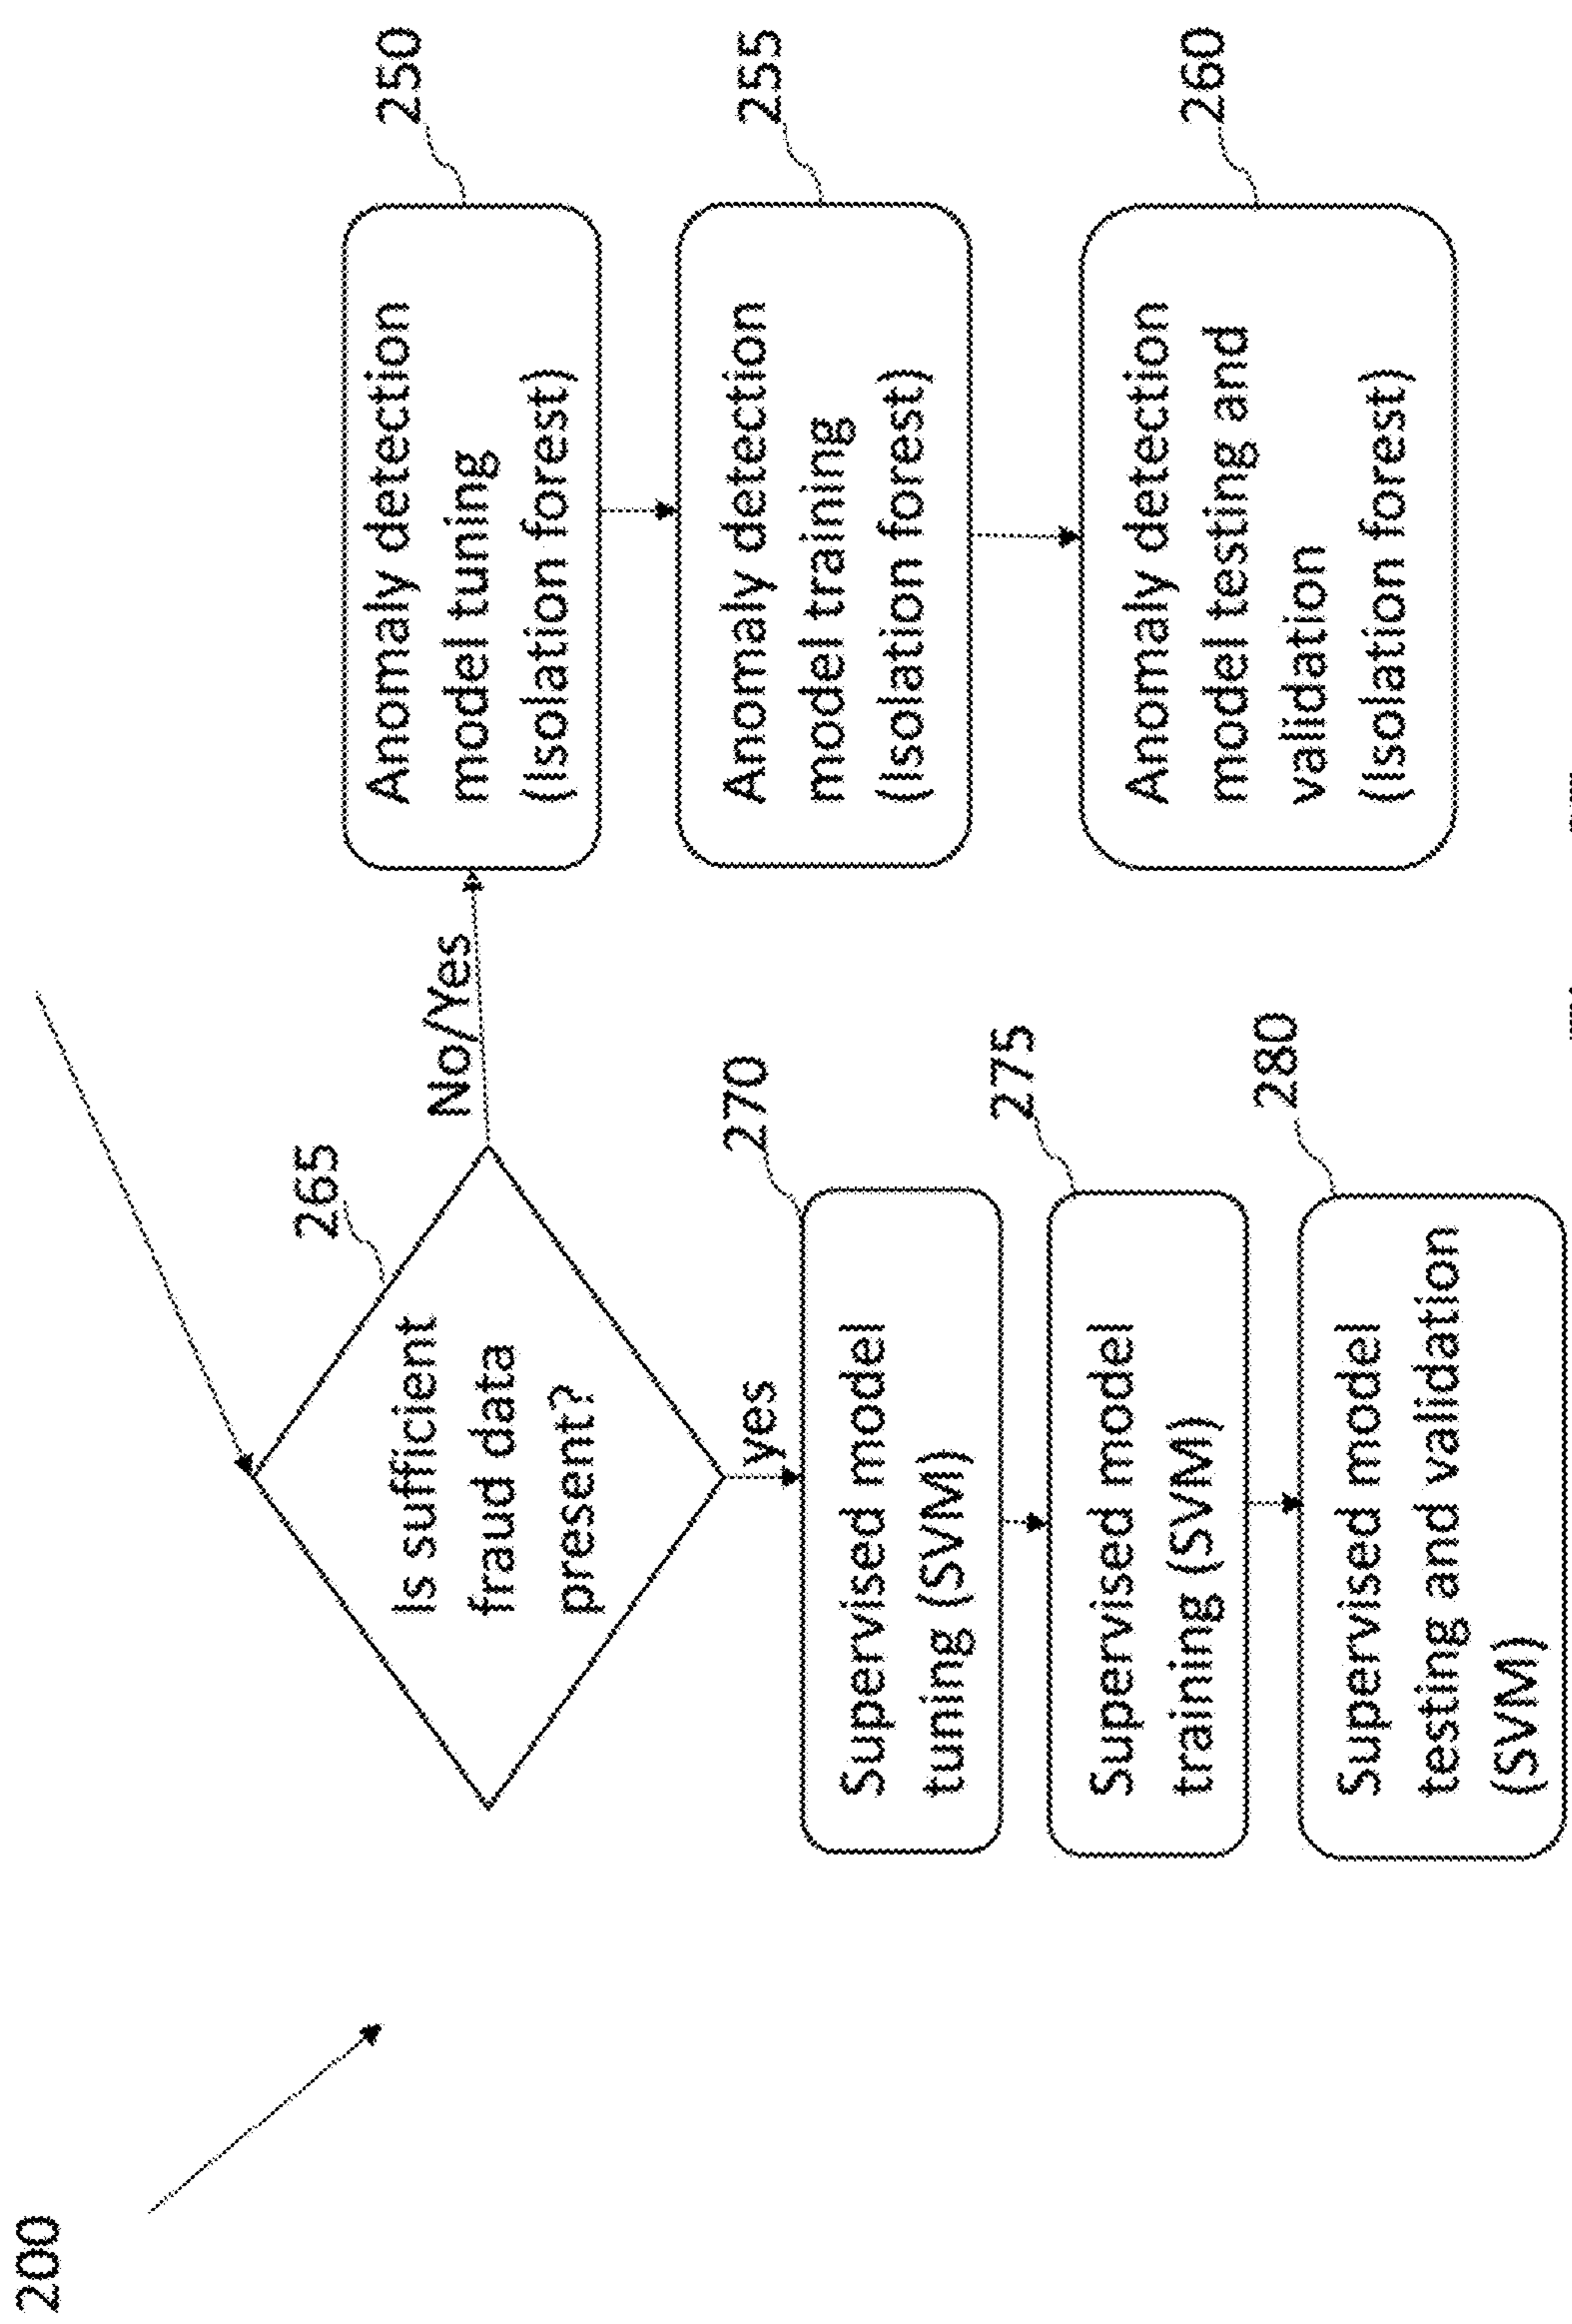 200
265
Is sufficient
fraud data
present?
No/Yes
yes
250
Anomaly detection
model tuning
(Isolation forest)
255
Anomaly detection
model training
(Isolation forest)
260
Anomaly detection
model testing and
validation
(Isolation forest)
270
Supervised model
tuning (SVM)
275
Supervised model
training (SVM)
280
Supervised model
testing and validation
(SVM)